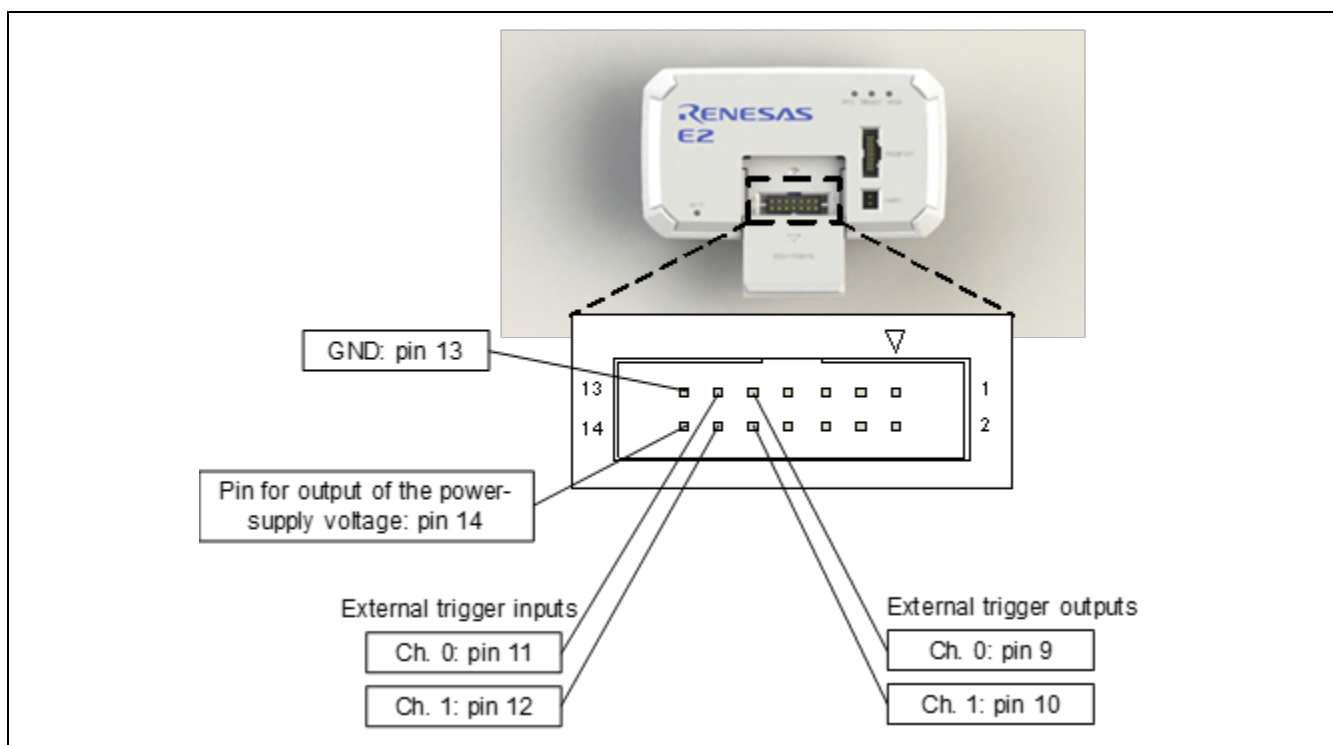 RENESAS
E2
GND: pin 13
13
1
14
2
Pin for output of the power-
supply voltage: pin 14
External trigger inputs
Ch. 0: pin 11
Ch. 1: pin 12
External trigger outputs
Ch. 0: pin 9
Ch. 1: pin 10